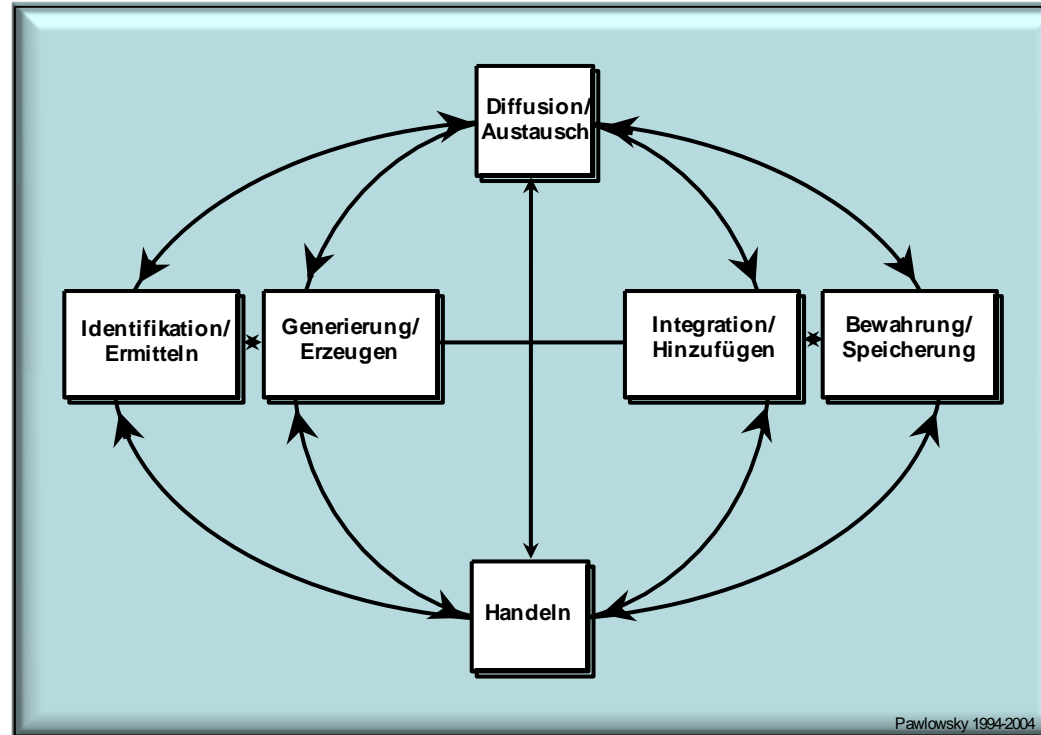 Diffusion/
Austausch
Identifikation/
Ermitteln
Generierung/
Erzeugen
Integration/
Hinzufügen
Bewahrung/
Speicherung
Handeln
Pawlowsky 1994-2004